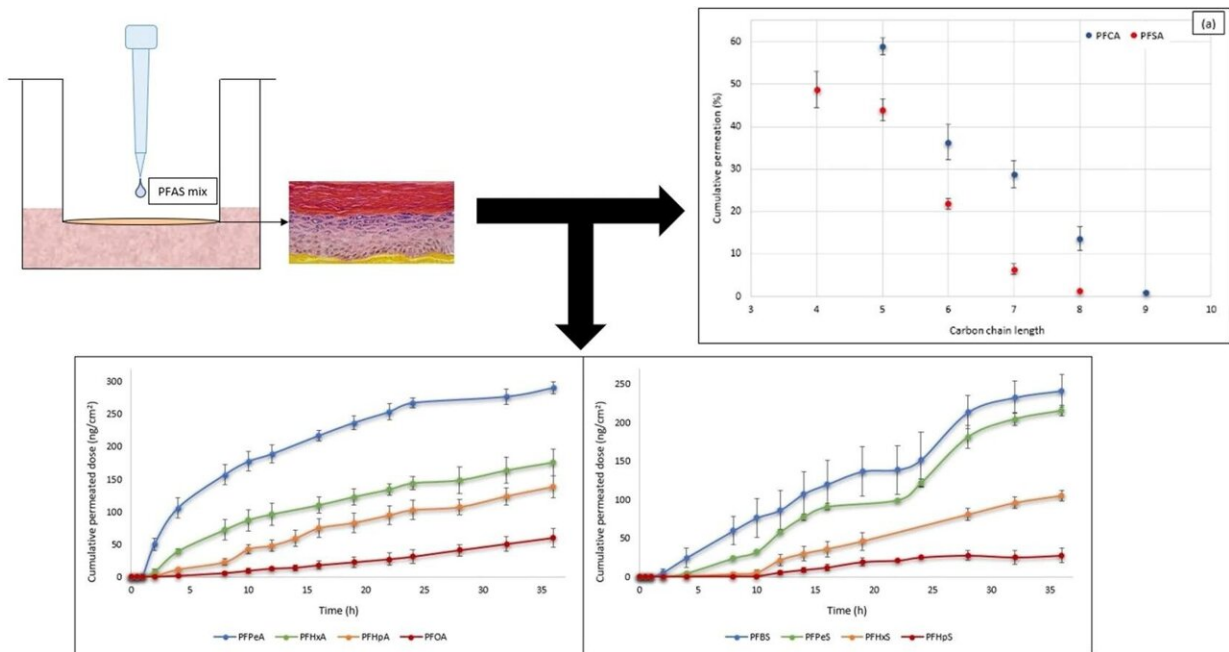 PFAS mix
(a)
PFCA PFSA
Cumulative permeation (%)
60
50
40
30
20
10
0
3 4 5 6 7 8 9 10
Carbon chain length
Cumulative permeated dose (ng/cm²)
300
250
200
150
100
50
0
0 5 10 15 20 25 30 35
Time (h)
PFPeA PFHxA PFHpA PFOA
Cumulative permeated dose (ng/cm²)
250
200
150
100
50
0
0 5 10 15 20 25 30 35
Time (h)
PFBS PFPeS PFHxS PFHpS